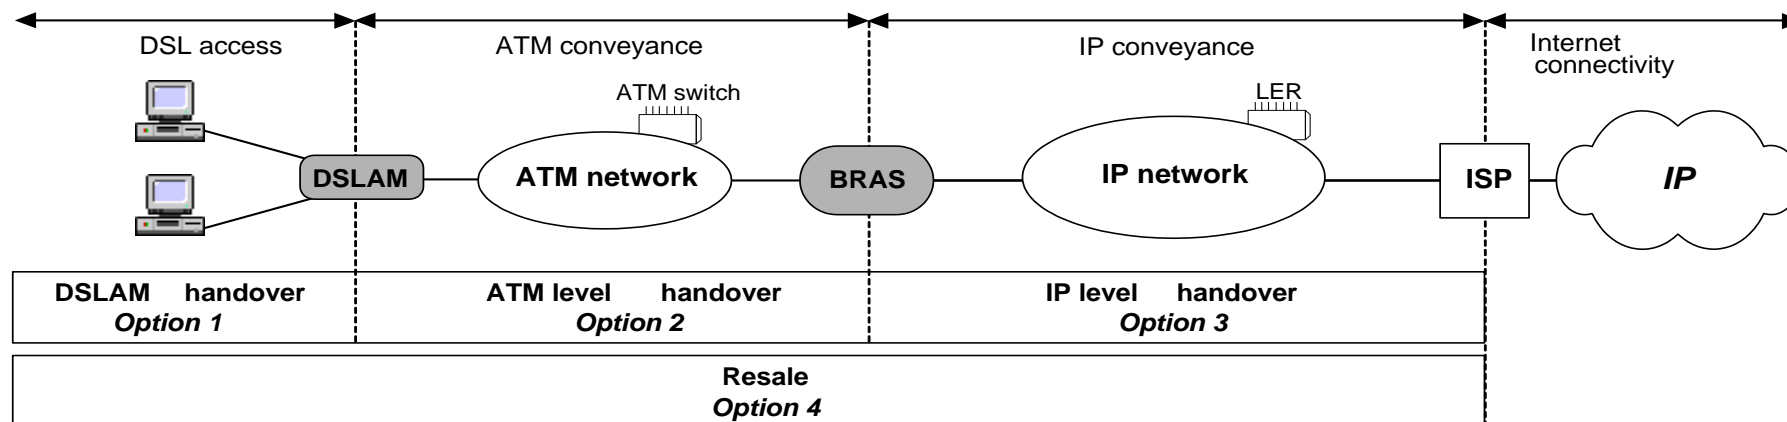 DSL access
ATM conveyance
IP conveyance
Internet
connectivity
ATM switch
LER
DSLAM
ATM network
BRAS
IP network
ISP
IP
DSLAM handover
Option 1
ATM level handover
Option 2
IP level handover
Option 3
Resale
Option 4